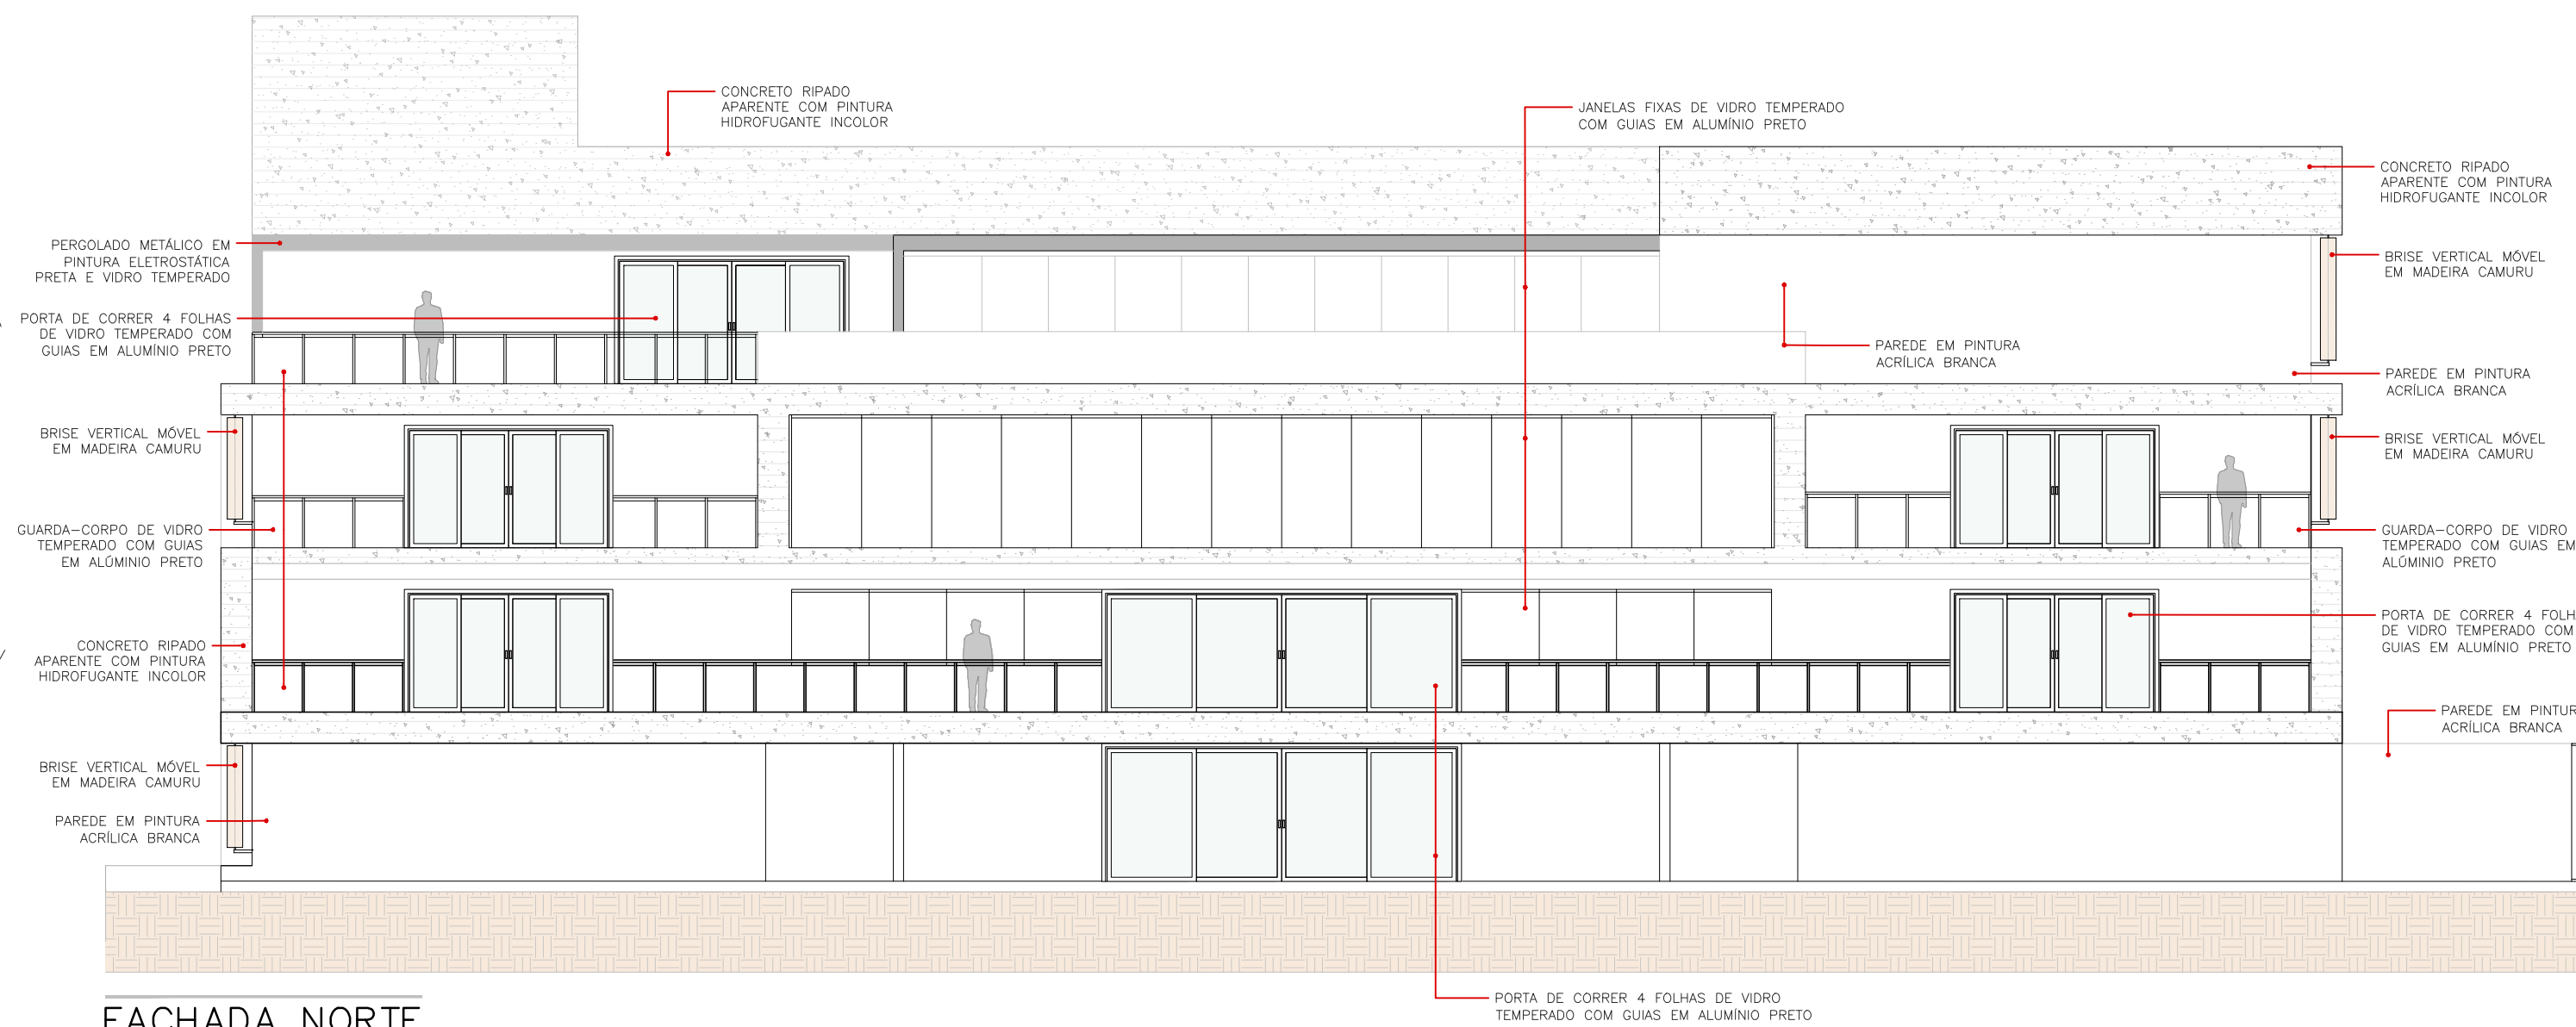 CONCRETO RIPADO
APARENTE COM PINTURA
HIDROFUGANTE INCOLOR
JANELAS FIXAS DE VIDRO TEMPERADO
COM GUIAS EM ALUMÍNIO PRETO
CONCRETO RIPADO
APARENTE COM PINTURA
HIDROFUGANTE INCOLOR
PERGOLADO METÁLICO EM
PINTURA ELETROSTÁTICA
PRETA E VIDRO TEMPERADO
BRISE VERTICAL MÓVEL
EM MADEIRA CAMURU
PORTA DE CORRER 4 FOLHAS
DE VIDRO TEMPERADO COM
GUIAS EM ALUMÍNIO PRETO
PAREDE EM PINTURA
ACRÍLICA BRANCA
PAREDE EM PINTURA
ACRÍLICA BRANCA
BRISE VERTICAL MÓVEL
EM MADEIRA CAMURU
BRISE VERTICAL MÓVEL
EM MADEIRA CAMURU
GUARDA-CORPO DE VIDRO
TEMPERADO COM GUIAS
EM ALÚMINIO PRETO
GUARDA-CORPO DE VIDRO
TEMPERADO COM GUIAS EM
ALÚMINIO PRETO
CONCRETO RIPADO
APARENTE COM PINTURA
HIDROFUGANTE INCOLOR
PORTA DE CORRER 4 FOLH
DE VIDRO TEMPERADO COM
GUIAS EM ALUMÍNIO PRETO
PAREDE EM PINTUR
ACRÍLICA BRANCA
BRISE VERTICAL MÓVEL
EM MADEIRA CAMURU
PAREDE EM PINTURA
ACRÍLICA BRANCA
PORTA DE CORRER 4 FOLHAS DE VIDRO
TEMPERADO COM GUIAS EM ALUMÍNIO PRETO
FACHADA NORTE